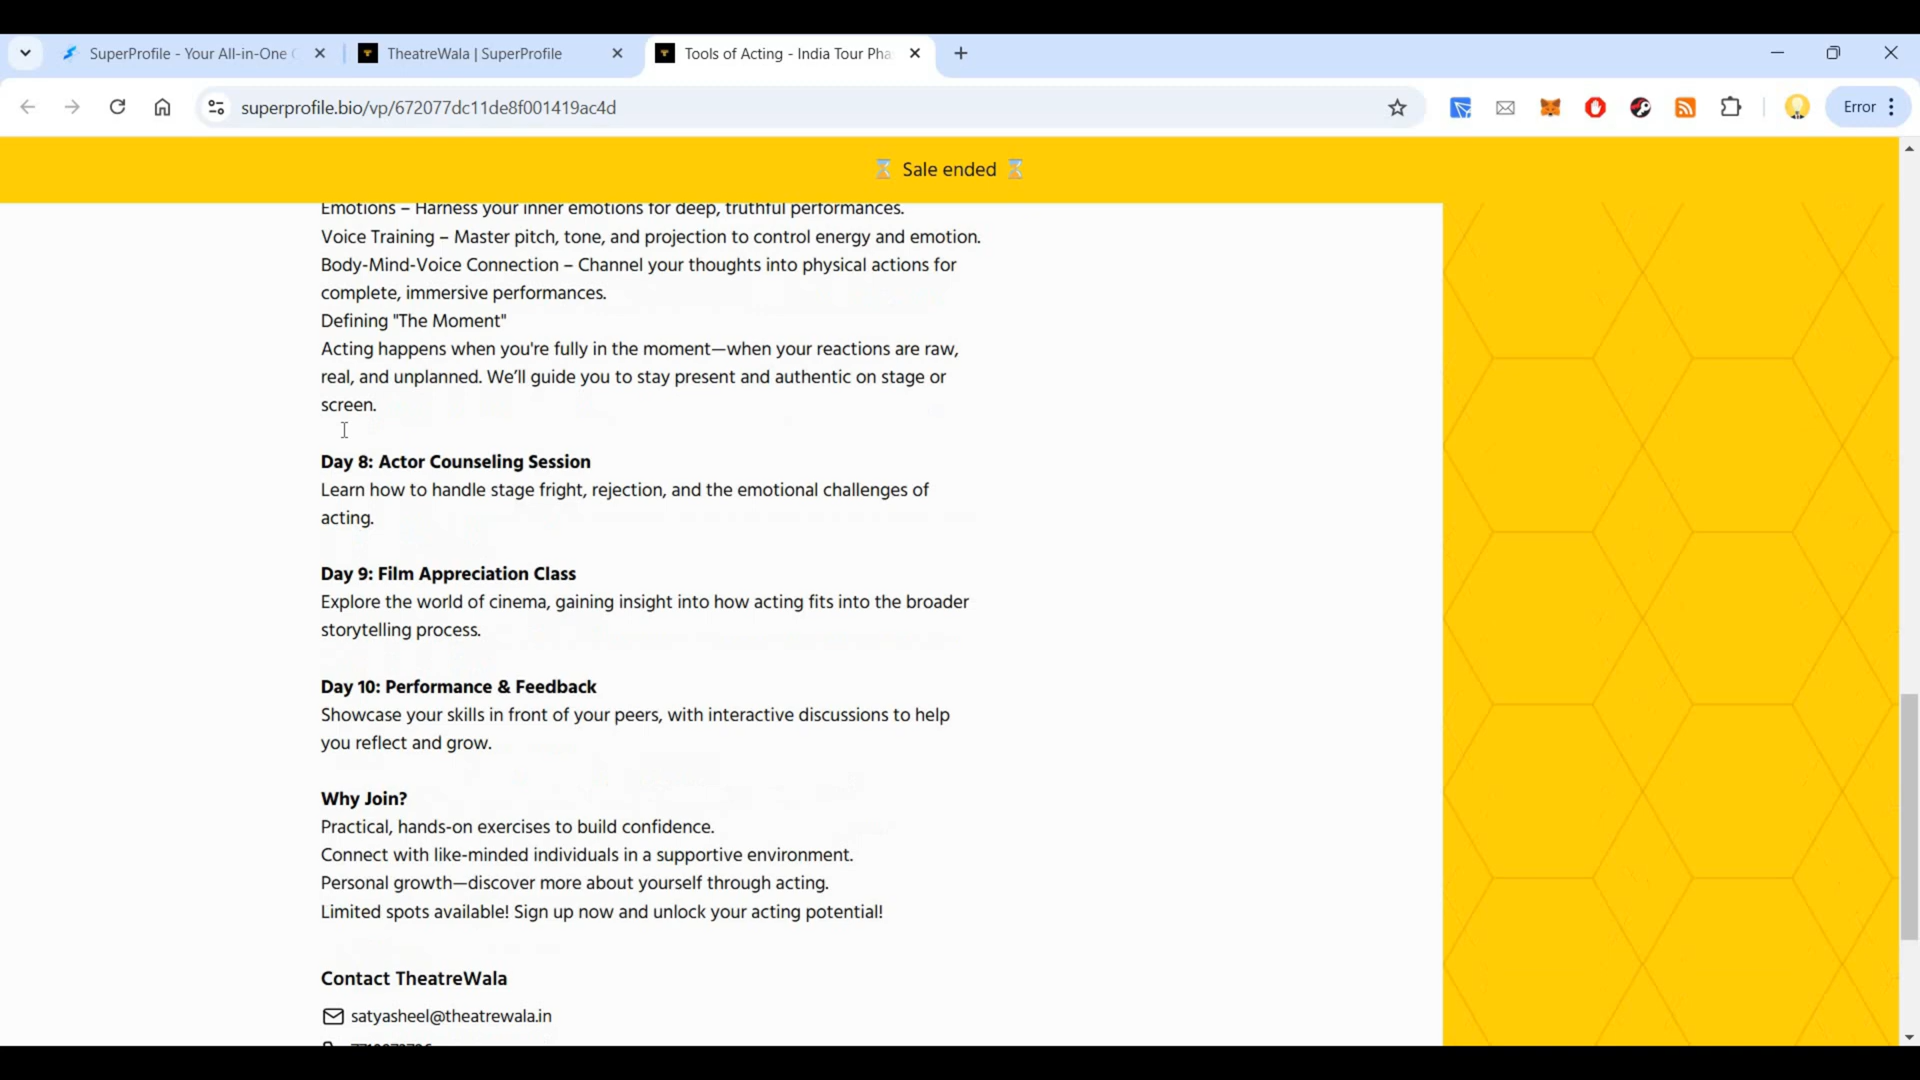 SuperProfile - Your All-in-One
TheatreWala | SuperProfile
Tools of Acting - India Tour Pha
superprofile.bio/vp/672077dc11de8f001419ac4d
Error
Sale ended
Emotions – Harness your inner emotions for deep, truthful performances.
Voice Training – Master pitch, tone, and projection to control energy and emotion.
Body-Mind-Voice Connection – Channel your thoughts into physical actions for
complete, immersive performances.
Defining "The Moment"
Acting happens when you're fully in the moment—when your reactions are raw,
real, and unplanned. We’ll guide you to stay present and authentic on stage or
screen.
Day 8: Actor Counseling Session
Learn how to handle stage fright, rejection, and the emotional challenges of
acting.
Day 9: Film Appreciation Class
Explore the world of cinema, gaining insight into how acting fits into the broader
storytelling process.
Day 10: Performance & Feedback
Showcase your skills in front of your peers, with interactive discussions to help
you reflect and grow.
Why Join?
Practical, hands-on exercises to build confidence.
Connect with like-minded individuals in a supportive environment.
Personal growth—discover more about yourself through acting.
Limited spots available! Sign up now and unlock your acting potential!
Contact TheatreWala
satyasheel@theatrewala.in